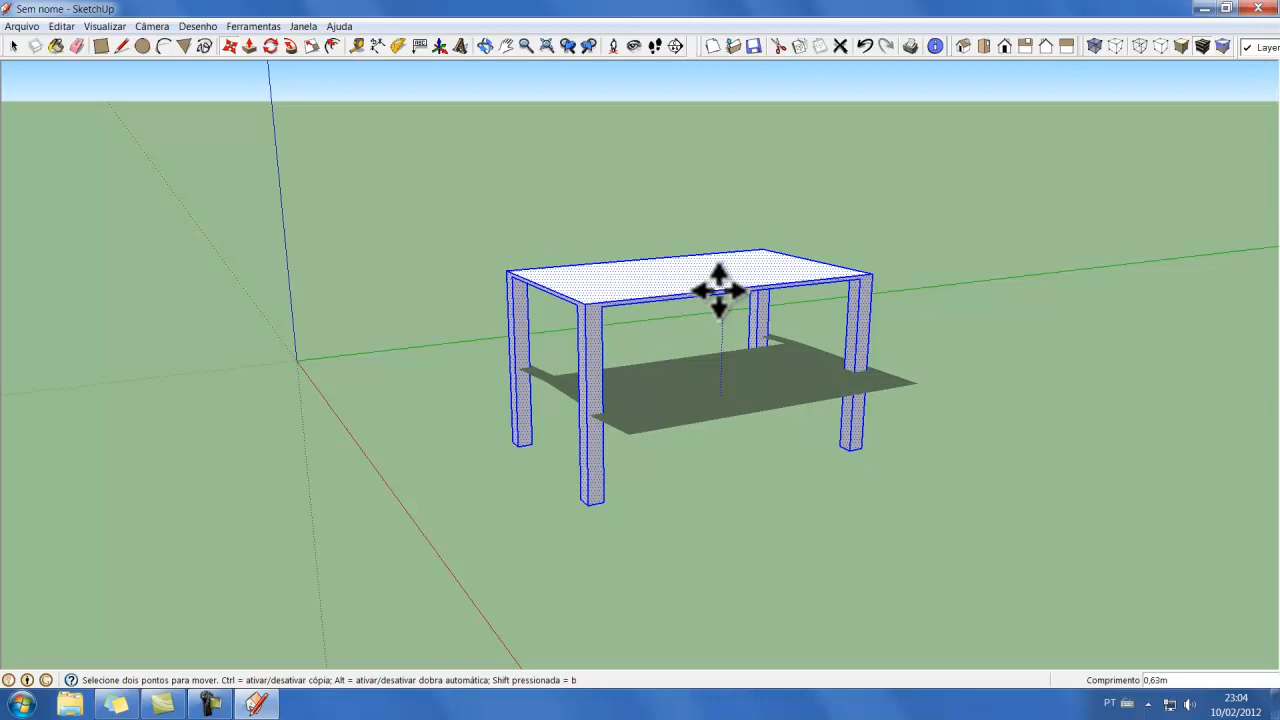 Sem nome - SketchUp
Arquivo Editar Visualizar Câmera Desenho Ferramentas Janela Ajuda
Layer
Selecione dois pontos para mover. Ctrl = ativar/desativar cópia; Alt = ativar/desativar dobra automática; Shift pressionada = b
Comprimento 0,63m
PT
23:04
10/02/2012